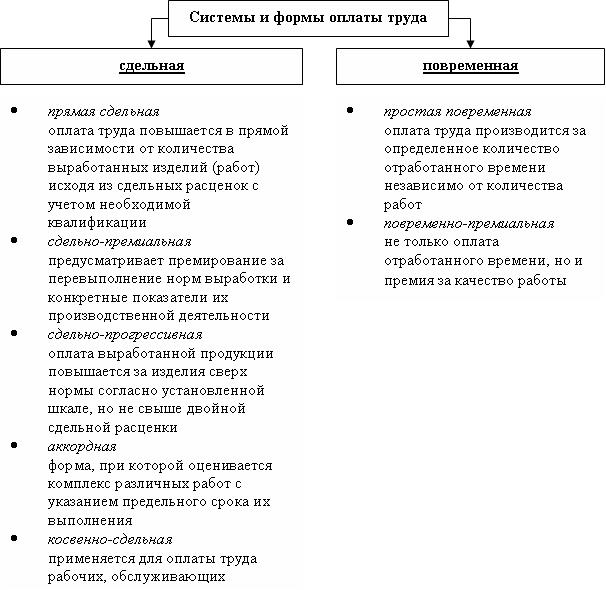 Системы и формы оплаты труда
сдельная
повременная
• прямая сдельная
оплата труда повышается в прямой
зависимости от количества
выработанных изделий (работ)
исходя из сдельных расценок с
учетом необходимой
квалификации
• сдельно-премиальная
предусматривает премирование за
перевыполнение норм выработки и
конкретные показатели их
производственной деятельности
• сдельно-прогрессивная
оплата выработанной продукции
повышается за изделия сверх
нормы согласно установленной
шкале, но не свыше двойной
сдельной расценки
• аккордная
форма, при которой оценивается
комплекс различных работ с
указанием предельного срока их
выполнения
• косвенно-сдельная
применяется для оплаты труда
рабочих, обслуживающих
• простая повременная
оплата труда производится за
определенное количество
отработанного времени
независимо от количества
работ
• повременно-премиальная
не только оплата
отработанного времени, но и
премия за качество работы